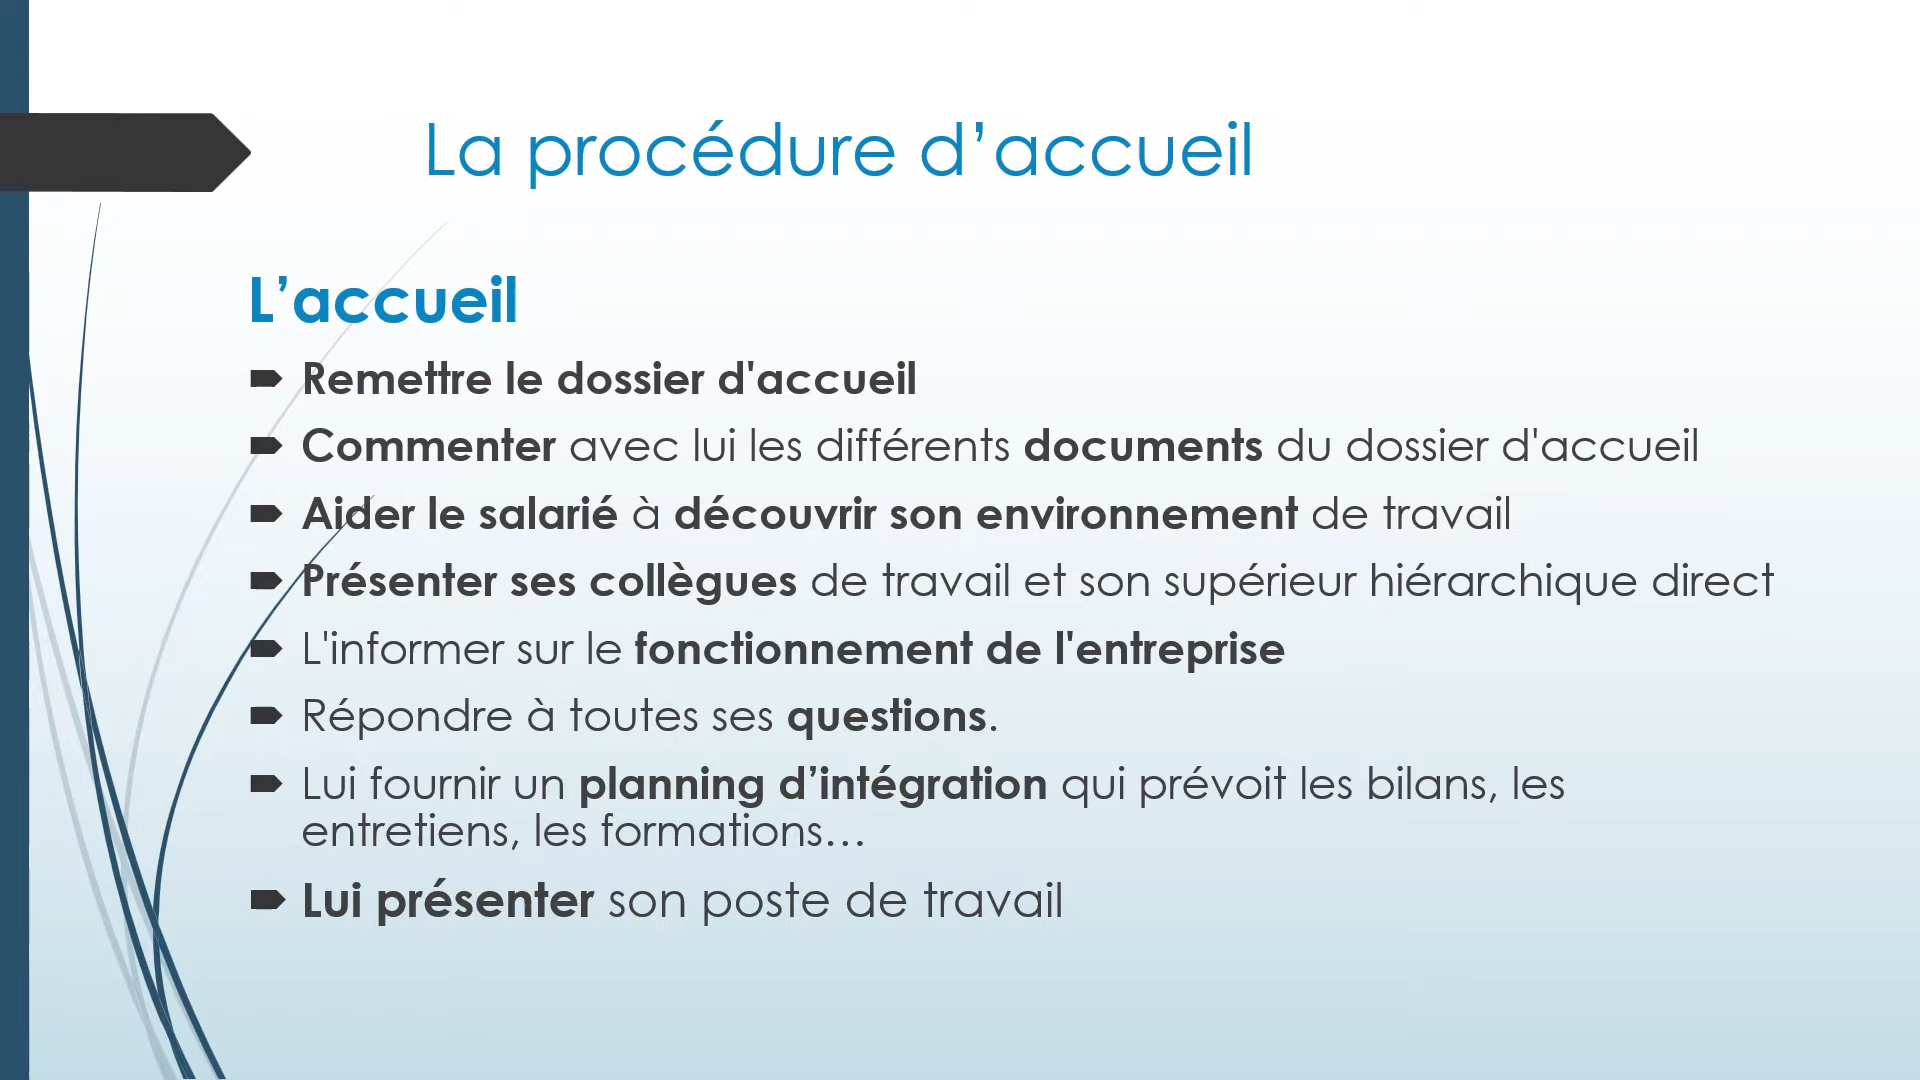 La procédure d’accueil
L’accueil
Remettre le dossier d'accueil
Commenter avec lui les différents documents du dossier d'accueil
Aider le salarié à découvrir son environnement de travail
Présenter ses collègues de travail et son supérieur hiérarchique direct
L'informer sur le fonctionnement de l'entreprise
Répondre à toutes ses questions.
Lui fournir un planning d’intégration qui prévoit les bilans, les
entretiens, les formations…
Lui présenter son poste de travail